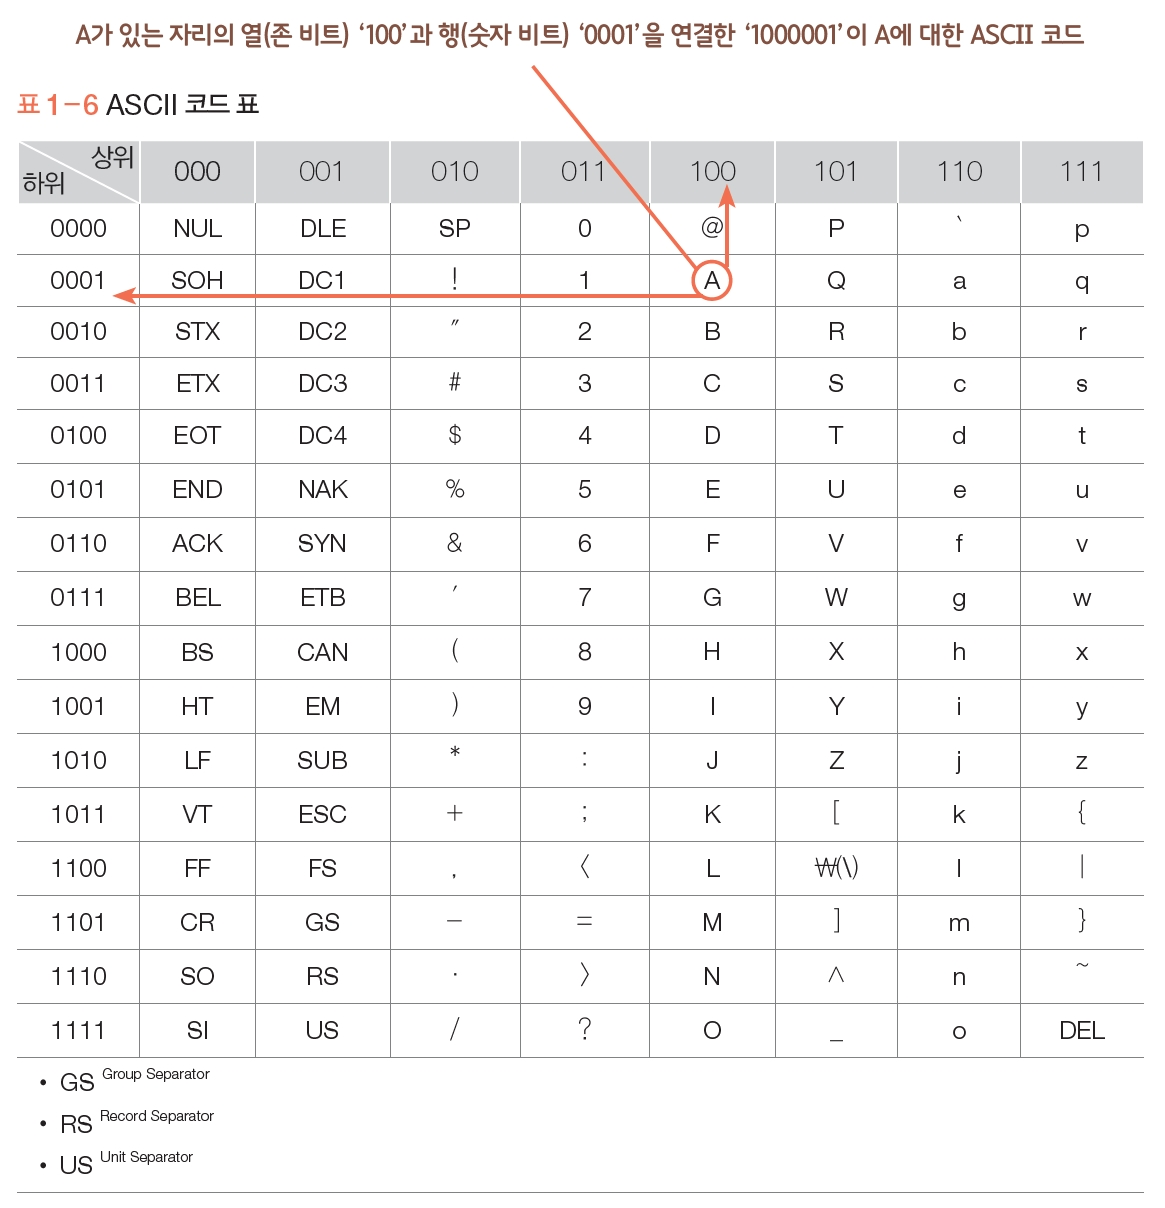 A가 있는 자리의 열(존 비트) ‘100’과 행(숫자 비트) ‘0001’을 연결한 ‘1000001’이 A에 대한 ASCII 코드
표 1-6 ASCII 코드 표
상위
하위
000 001 010 011 100 101 110 111
0000 NUL DLE SP 0 @ P ` p
0001 SOH DC1 ! 1 A Q a q
0010 STX DC2 ″ 2 B R b r
0011 ETX DC3 # 3 C S c s
0100 EOT DC4 $ 4 D T d t
0101 END NAK % 5 E U e u
0110 ACK SYN & 6 F V f v
0111 BEL ETB ′ 7 G W g w
1000 BS CAN ( 8 H X h x
1001 HT EM ) 9 I Y i y
1010 LF SUB * : J Z j z
1011 VT ESC + ; K [ k {
1100 FF FS , 〈 L ₩(\) l |
1101 CR GS - = M ] m }
1110 SO RS · 〉 N ^ n ~
1111 SI US / ? O _ o DEL
• GS Group Separator
• RS Record Separator
• US Unit Separator